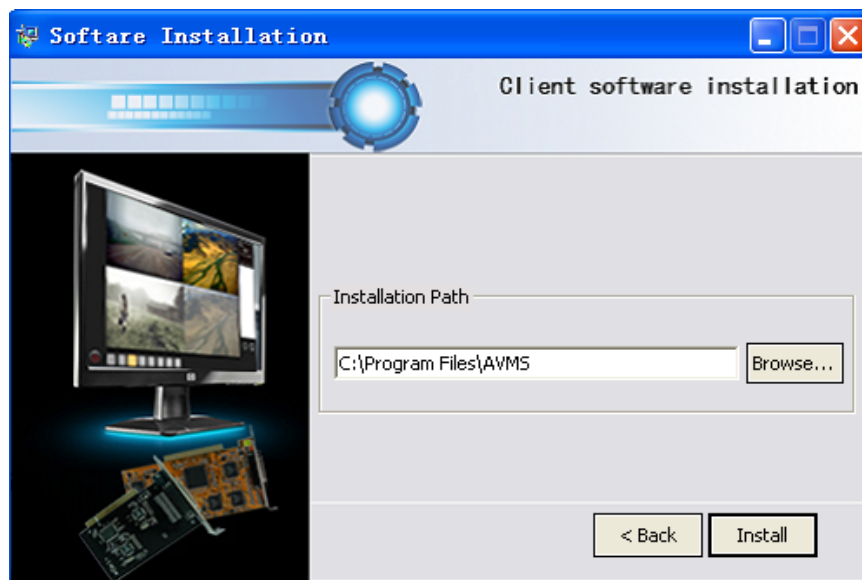 Softare Installation
Client software installation
Installation Path
C:\Program Files\AVMS
Browse...
< Back
Install